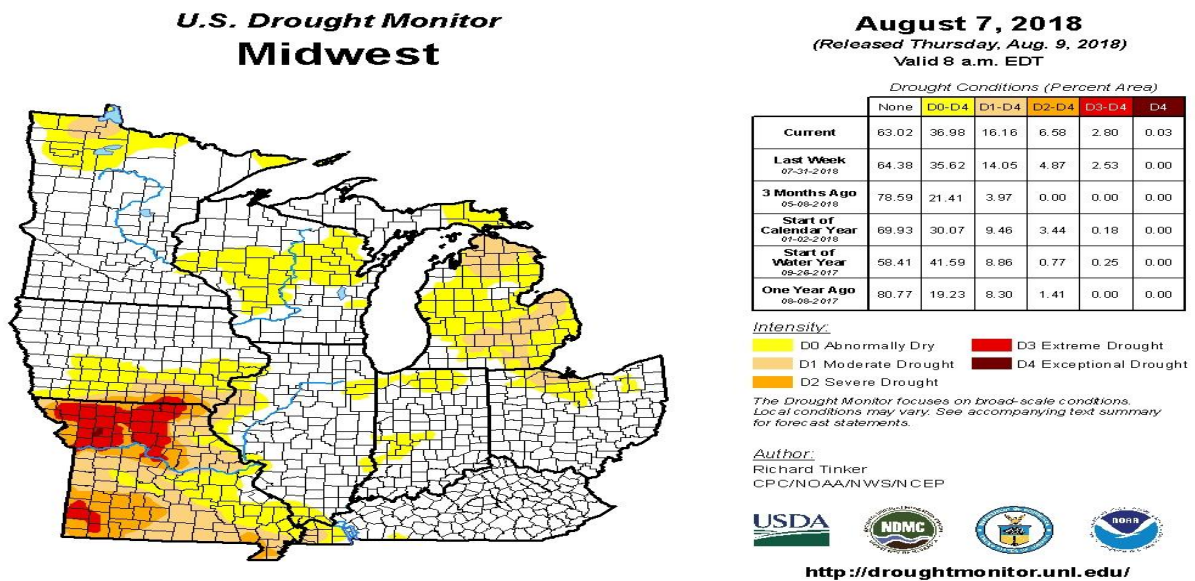 U.S. Drought Monitor
Midwest
August 7, 2018
(Released Thursday, Aug. 9, 2018)
Valid 8 a.m. EDT
Drought Conditions (Percent Area)
None D0-D4 D1-D4 D2-D4 D3-D4 D4
Current 63.02 36.98 16.16 6.58 2.80 0.03
Last Week 64.38 35.62 14.05 4.87 2.53 0.00
07-31-2018
3 Months Ago 78.59 21.41 3.97 0.00 0.00 0.00
05-08-2018
Start of
Calendar Year 69.93 30.07 9.46 3.44 0.18 0.00
01-02-2018
Start of
Water Year 58.41 41.59 8.86 0.77 0.25 0.00
09-26-2017
One Year Ago 80.77 19.23 8.30 1.41 0.00 0.00
08-08-2017
Intensity:
D0 Abnormally Dry
D3 Extreme Drought
D1 Moderate Drought
D4 Exceptional Drought
D2 Severe Drought
The Drought Monitor focuses on broad-scale conditions.
Local conditions may vary. See accompanying text summary
for forecast statements.
Author:
Richard Tinker
CPC/NOAA/NWS/NCEP
USDA
NDMC
NOAA
http://droughtmonitor.unl.edu/